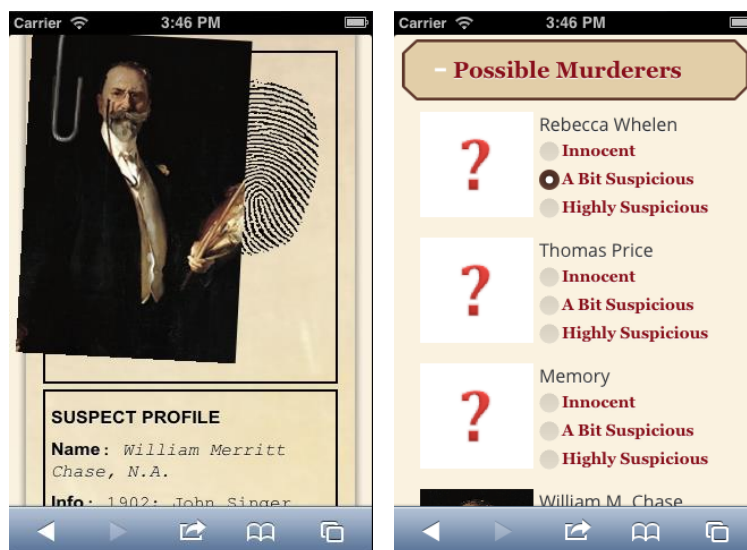 Carrier 3:46 PM
SUSPECT PROFILE
Name: William Merritt
Chase, N.A.
Info: 1902: John Singer
Carrier 3:46 PM
– Possible Murderers
Rebecca Whelen
Innocent
A Bit Suspicious
Highly Suspicious
Thomas Price
Innocent
A Bit Suspicious
Highly Suspicious
Memory
Innocent
A Bit Suspicious
Highly Suspicious
William M. Chase